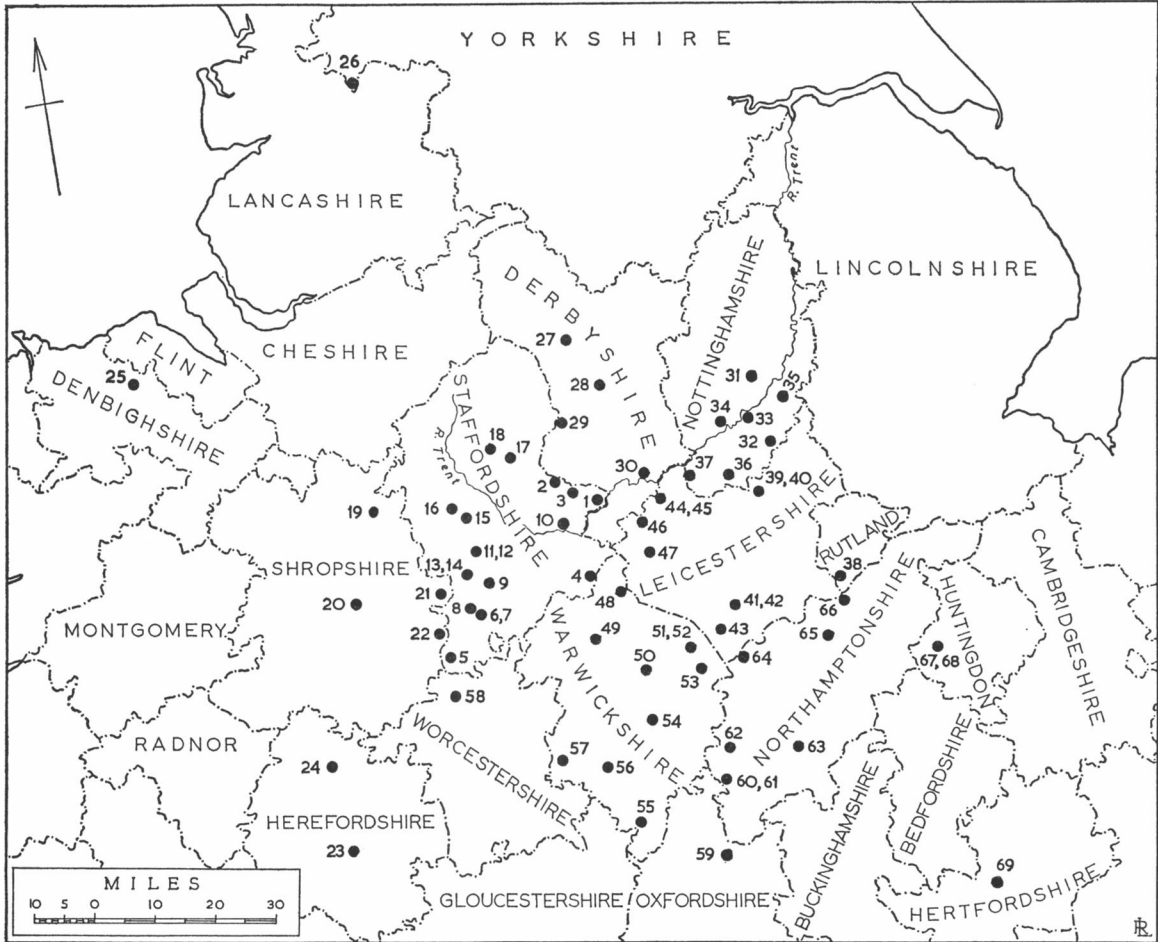 YORKSHIRE
26
LANCASHIRE
R. Trent
NOTTINGHAMSHIRE
LINCOLNSHIRE
DERBYSHIRE
27
CHESHIRE
FLINT
25
DENBIGHSHIRE
28
31
35
STAFFORDSHIRE
R. Trent
29
34
33
18
17
32
30
37
36
39,40
2
3
1
44,45
19
16
15
10
46
LEICESTERSHIRE
RUTLAND
11,12
47
CAMBRIDGESHIRE
SHROPSHIRE
13,14
9
4
38
21
48
20
8
6,7
41,42
66
HUNTINGDON
MONTGOMERY
22
49
51,52
43
65
NORTHAMPTONSHIRE
5
50
53
64
67,68
WARWICKSHIRE
58
54
RADNOR
WORCESTERSHIRE
62
63
BEDFORDSHIRE
24
57
56
60,61
BUCKINGHAMSHIRE
HEREFORDSHIRE
55
23
59
69
MILES
10 5 0 10 20 30
GLOUCESTERSHIRE
OXFORDSHIRE
HERTFORDSHIRE